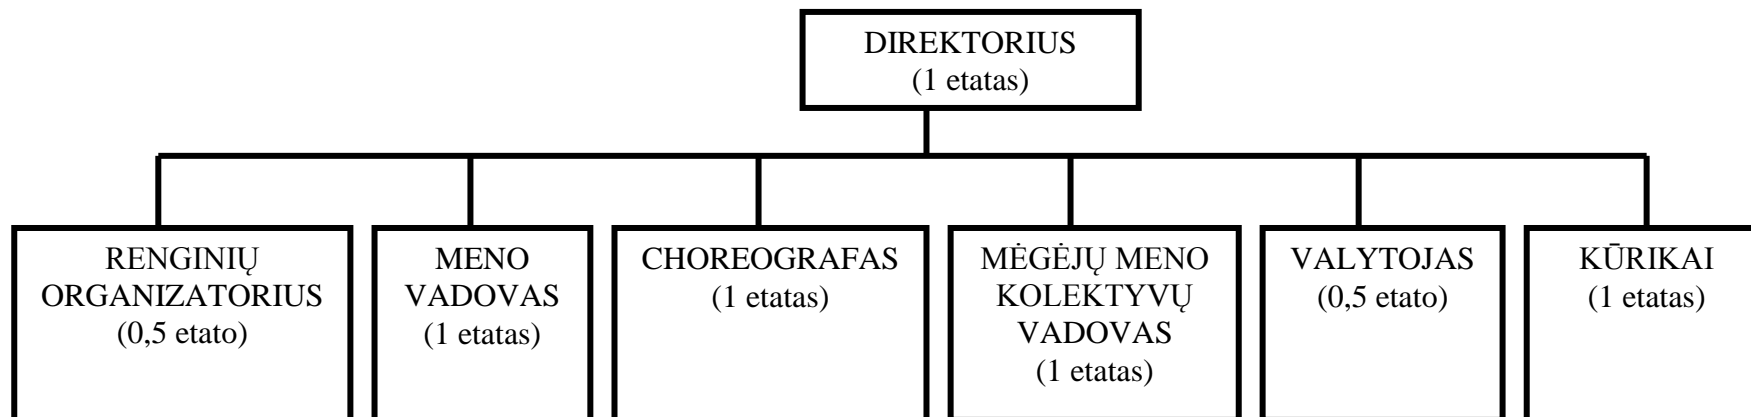 DIREKTORIUS
(1 etatas)
RENGINIŲ
ORGANIZATORIUS
(0,5 etato)
MENO
VADOVAS
(1 etatas)
CHOREOGRAFAS
(1 etatas)
MĖGĖJŲ MENO
KOLEKTYVŲ
VADOVAS
(1 etatas)
VALYTOJAS
(0,5 etato)
KŪRIKAI
(1 etatas)